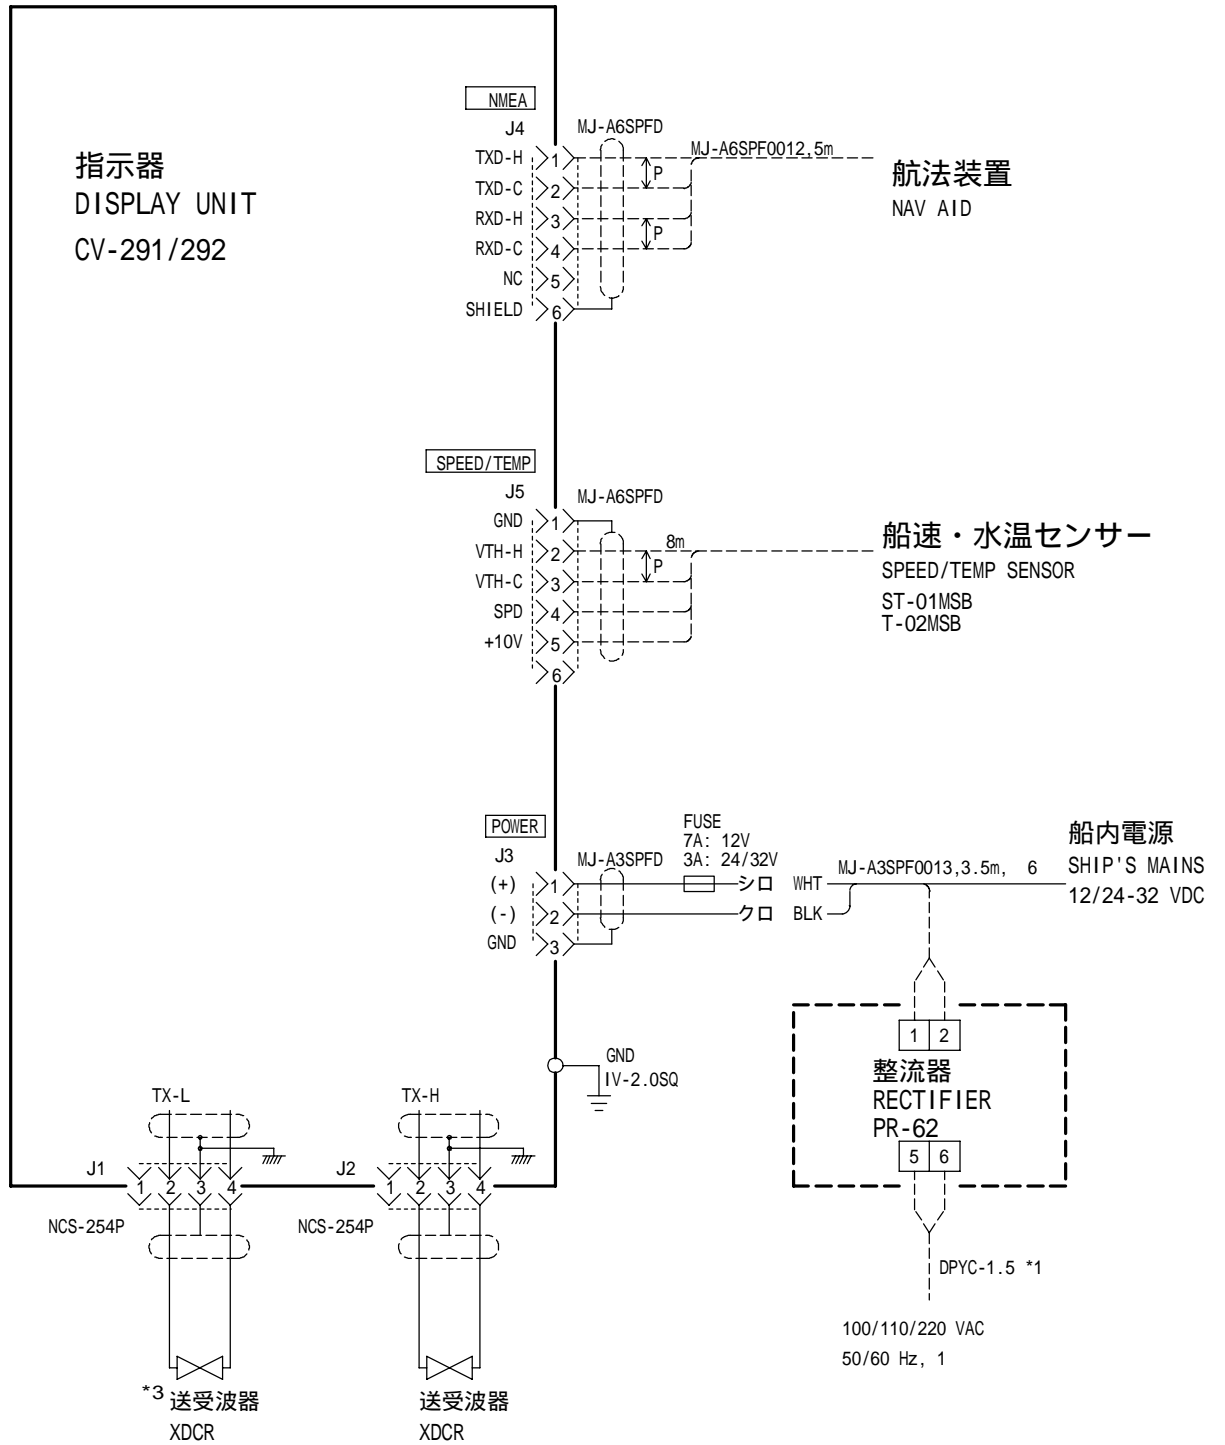 指示器
DISPLAY UNIT
CV-291/292
NMEA
J4
MJ-A6SPFD
MJ-A6SPF0012,5m
TXD-H 1
P
TXD-C 2
RXD-H 3
P
RXD-C 4
NC 5
SHIELD 6
航法装置
NAV AID
SPEED/TEMP
J5
MJ-A6SPFD
GND 1
8m
VTH-H 2
P
VTH-C 3
SPD 4
+10V 5
6
船速・水温センサー
SPEED/TEMP SENSOR
ST-01MSB
T-02MSB
POWER
J3
MJ-A3SPFD
FUSE
7A: 12V
3A: 24/32V
(+) 1
シロ WHT
(-) 2
クロ BLK
GND 3
MJ-A3SPF0013,3.5m, 6
船内電源
SHIP'S MAINS
12/24-32 VDC
1 2
整流器
RECTIFIER
PR-62
5 6
DPYC-1.5 *1
100/110/220 VAC
50/60 Hz, 1
GND
IV-2.0SQ
TX-L
TX-H
J1
1 2 3 4
J2
1 2 3 4
NCS-254P
NCS-254P
*3 送受波器
XDCR
送受波器
XDCR